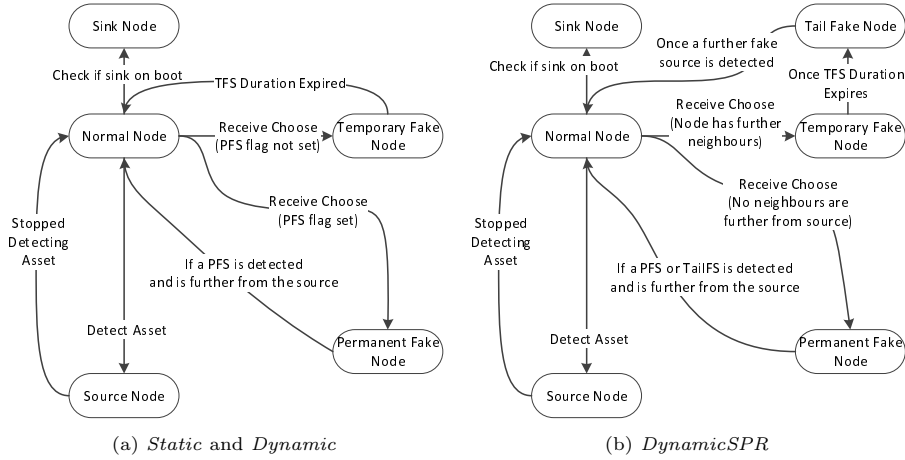 Sink Node
Check if sink on boot
TFS Duration Expired
Normal Node
Receive Choose
(PFS flag not set)
Temporary Fake
Node
Receive Choose
(PFS flag set)
Stopped
Detecting
Asset
If a PFS is detected
and is further from the source
Detect Asset
Permanent Fake
Node
Source Node
(a) Static and Dynamic
Sink Node
Tail Fake Node
Once a further fake
source is detected
Check if sink on boot
Once TFS Duration
Expires
Normal Node
Receive Choose
(Node has further
neighbours)
Temporary Fake
Node
Receive Choose
(No neighbours are
further from source)
Stopped
Detecting
Asset
If a PFS or TailFS is detected
and is further from the source
Detect Asset
Permanent Fake
Node
Source Node
(b) DynamicSPR